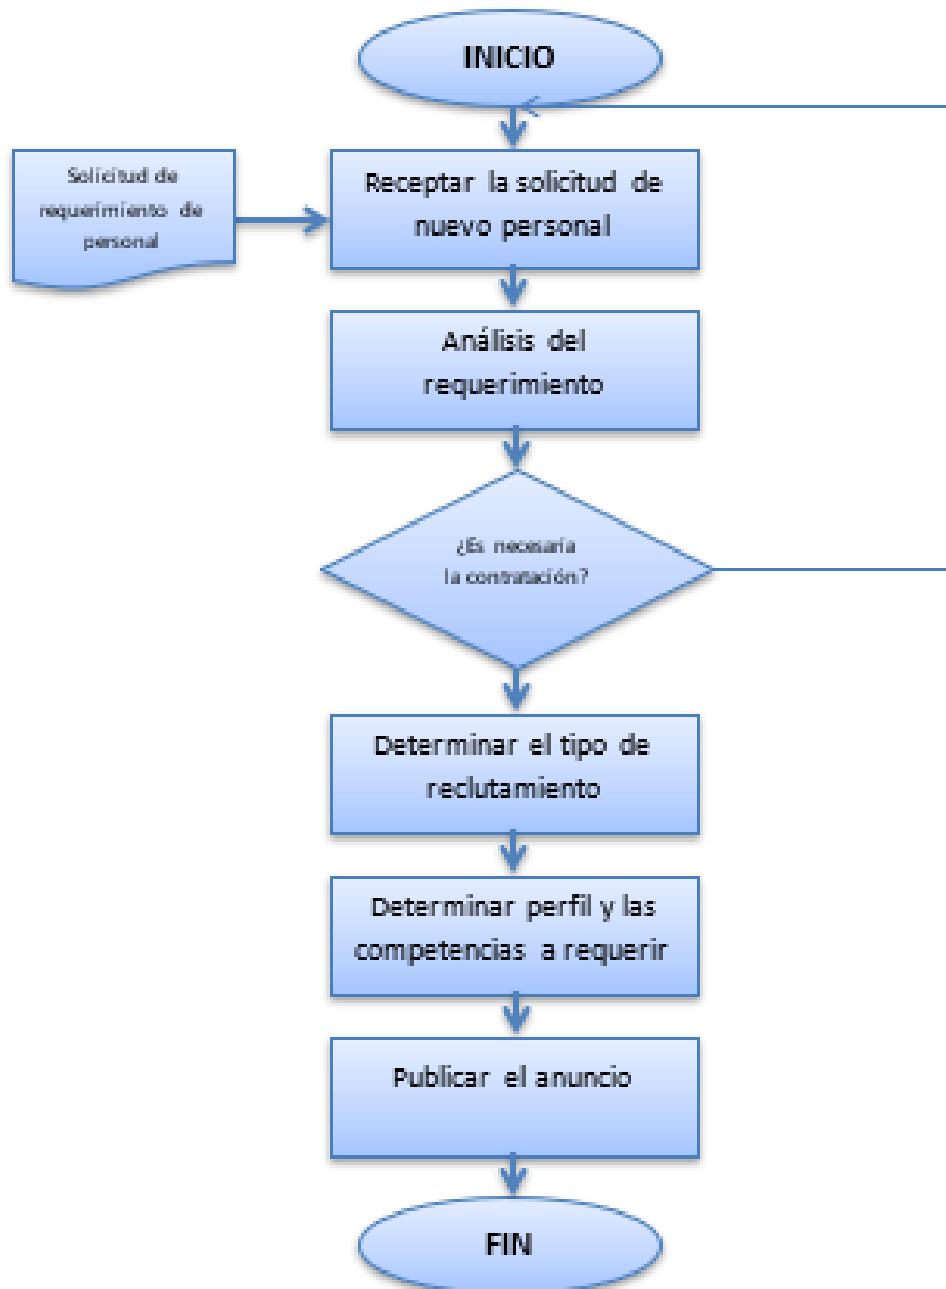 INICIO
Solicitud de
requerimiento de
personal
Receptar la solicitud de
nuevo personal
Análisis del
requerimiento
¿Es necesaria
la contratación?
Determinar el tipo de
reclutamiento
Determinar perfil y las
competencias a requerir
Publicar el anuncio
FIN